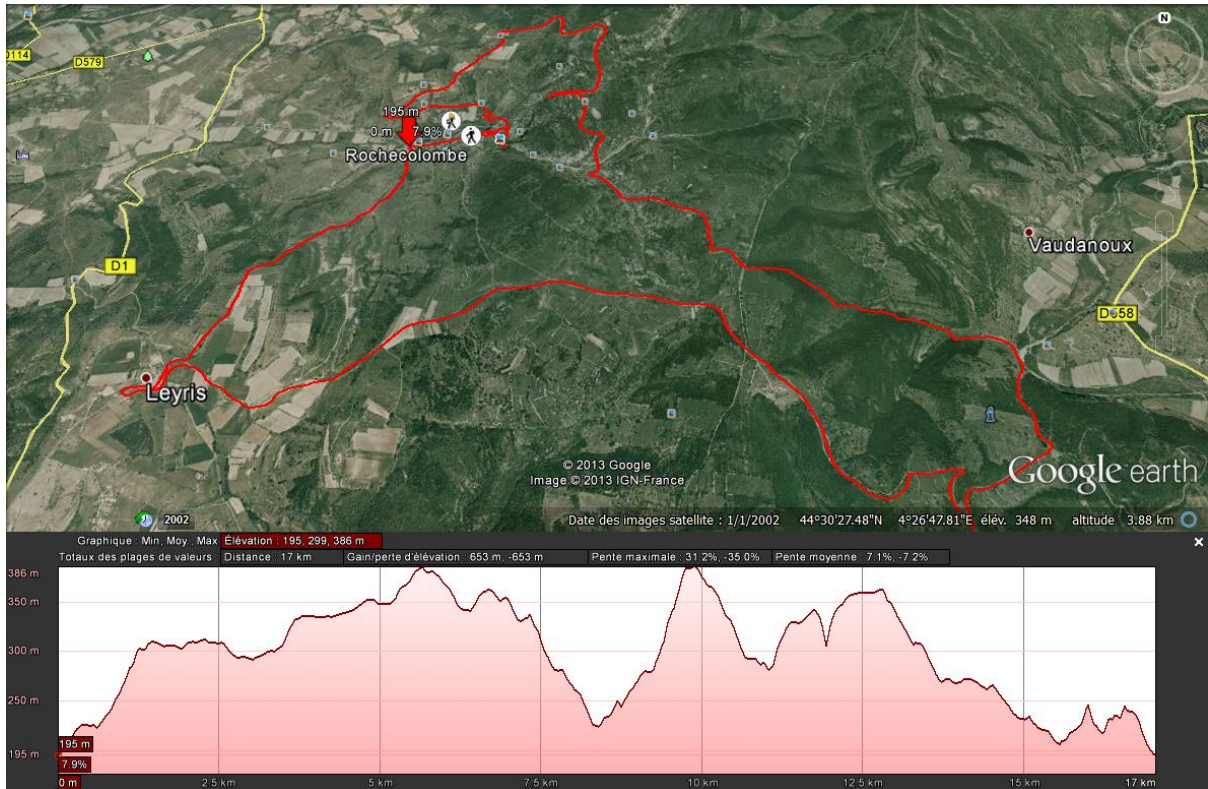 N
D114
D579
195 m
0 m 7,9%
Rochecolombe
Vaudanoux
D1
D558
Leyris
© 2013 Google
Image © 2013 IGN-France
Google earth
2002
Date des images satellite : 1/1/2002 44°30'27.48"N 4°26'47.81"E élév. 348 m altitude 3.88 km
Graphique : Min, Moy., Max Élévation : 195, 299, 386 m
Totaux des plages de valeurs : Distance : 17 km Gain/perte d'élévation : 653 m, -653 m Pente maximale : 31.2%, -35.0% Pente moyenne : 7.1%, -7.2%
386 m
350 m
300 m
250 m
195 m
195 m
7.9%
0 m 2.5 km 5 km 7.5 km 10 km 12.5 km 15 km 17 km